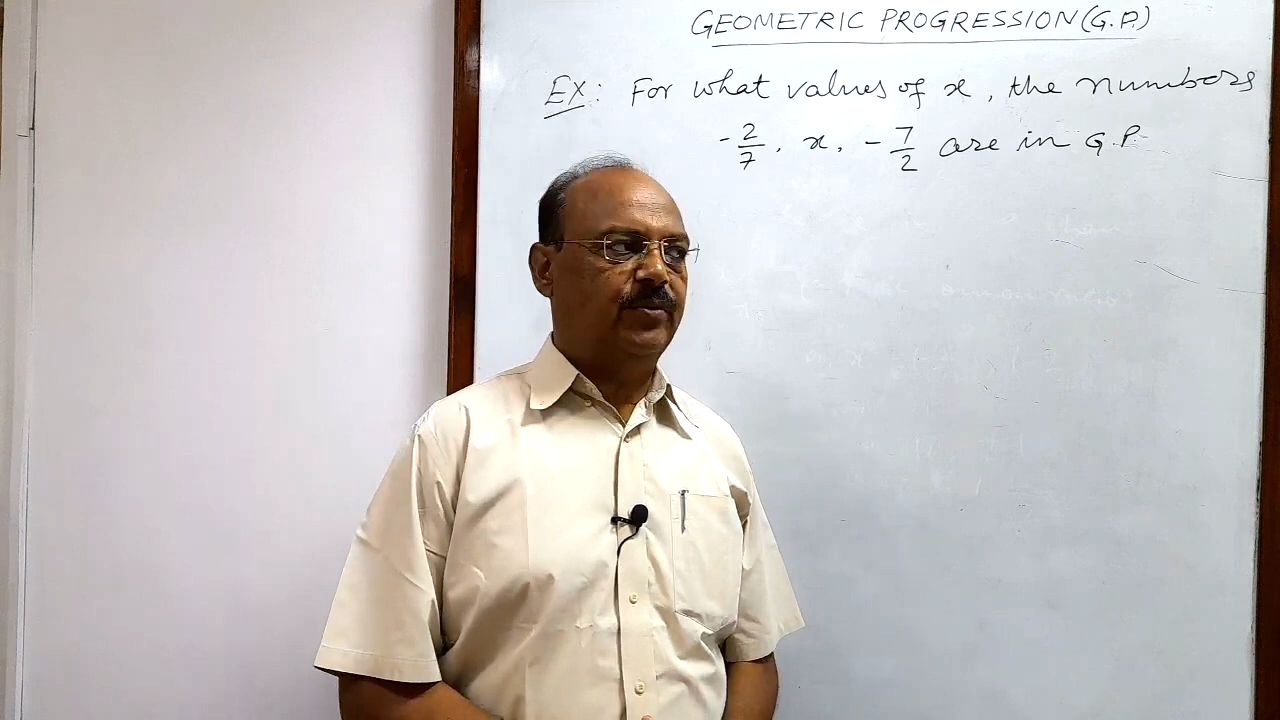 GEOMETRIC PROGRESSION (G.P.)
EX: For what values of x, the numbers
-2/7, x, -7/2 are in G.P.